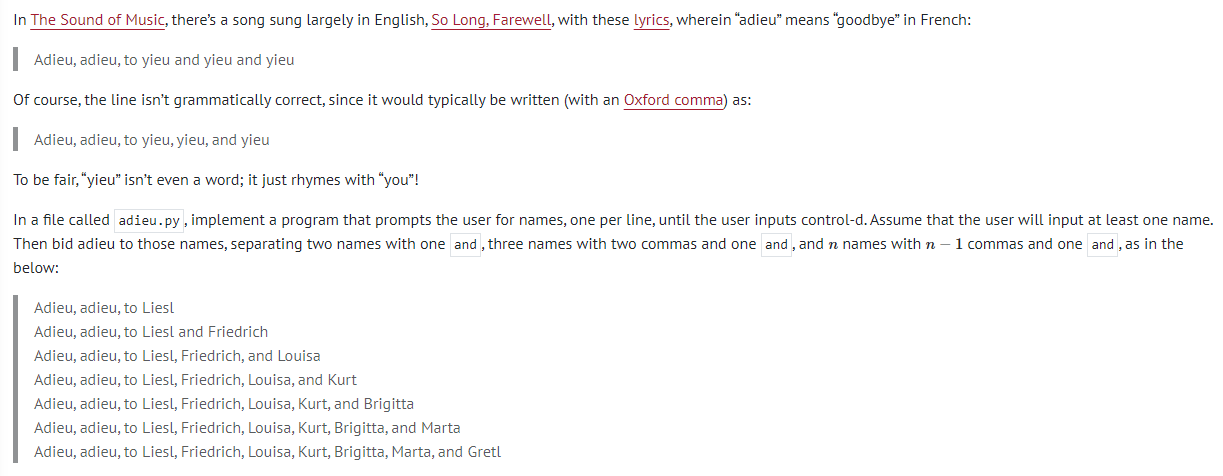 In The Sound of Music, there’s a song sung largely in English, So Long, Farewell, with these lyrics, wherein “adieu” means “goodbye” in French:
Adieu, adieu, to yieu and yieu and yieu
Of course, the line isn’t grammatically correct, since it would typically be written (with an Oxford comma) as:
Adieu, adieu, to yieu, yieu, and yieu
To be fair, “yieu” isn’t even a word; it just rhymes with “you”!
In a file called adieu.py, implement a program that prompts the user for names, one per line, until the user inputs control-d. Assume that the user will input at least one name.
Then bid adieu to those names, separating two names with one and, three names with two commas and one and, and n names with n − 1 commas and one and, as in the
below:
Adieu, adieu, to Liesl
Adieu, adieu, to Liesl and Friedrich
Adieu, adieu, to Liesl, Friedrich, and Louisa
Adieu, adieu, to Liesl, Friedrich, Louisa, and Kurt
Adieu, adieu, to Liesl, Friedrich, Louisa, Kurt, and Brigitta
Adieu, adieu, to Liesl, Friedrich, Louisa, Kurt, Brigitta, and Marta
Adieu, adieu, to Liesl, Friedrich, Louisa, Kurt, Brigitta, Marta, and Gretl